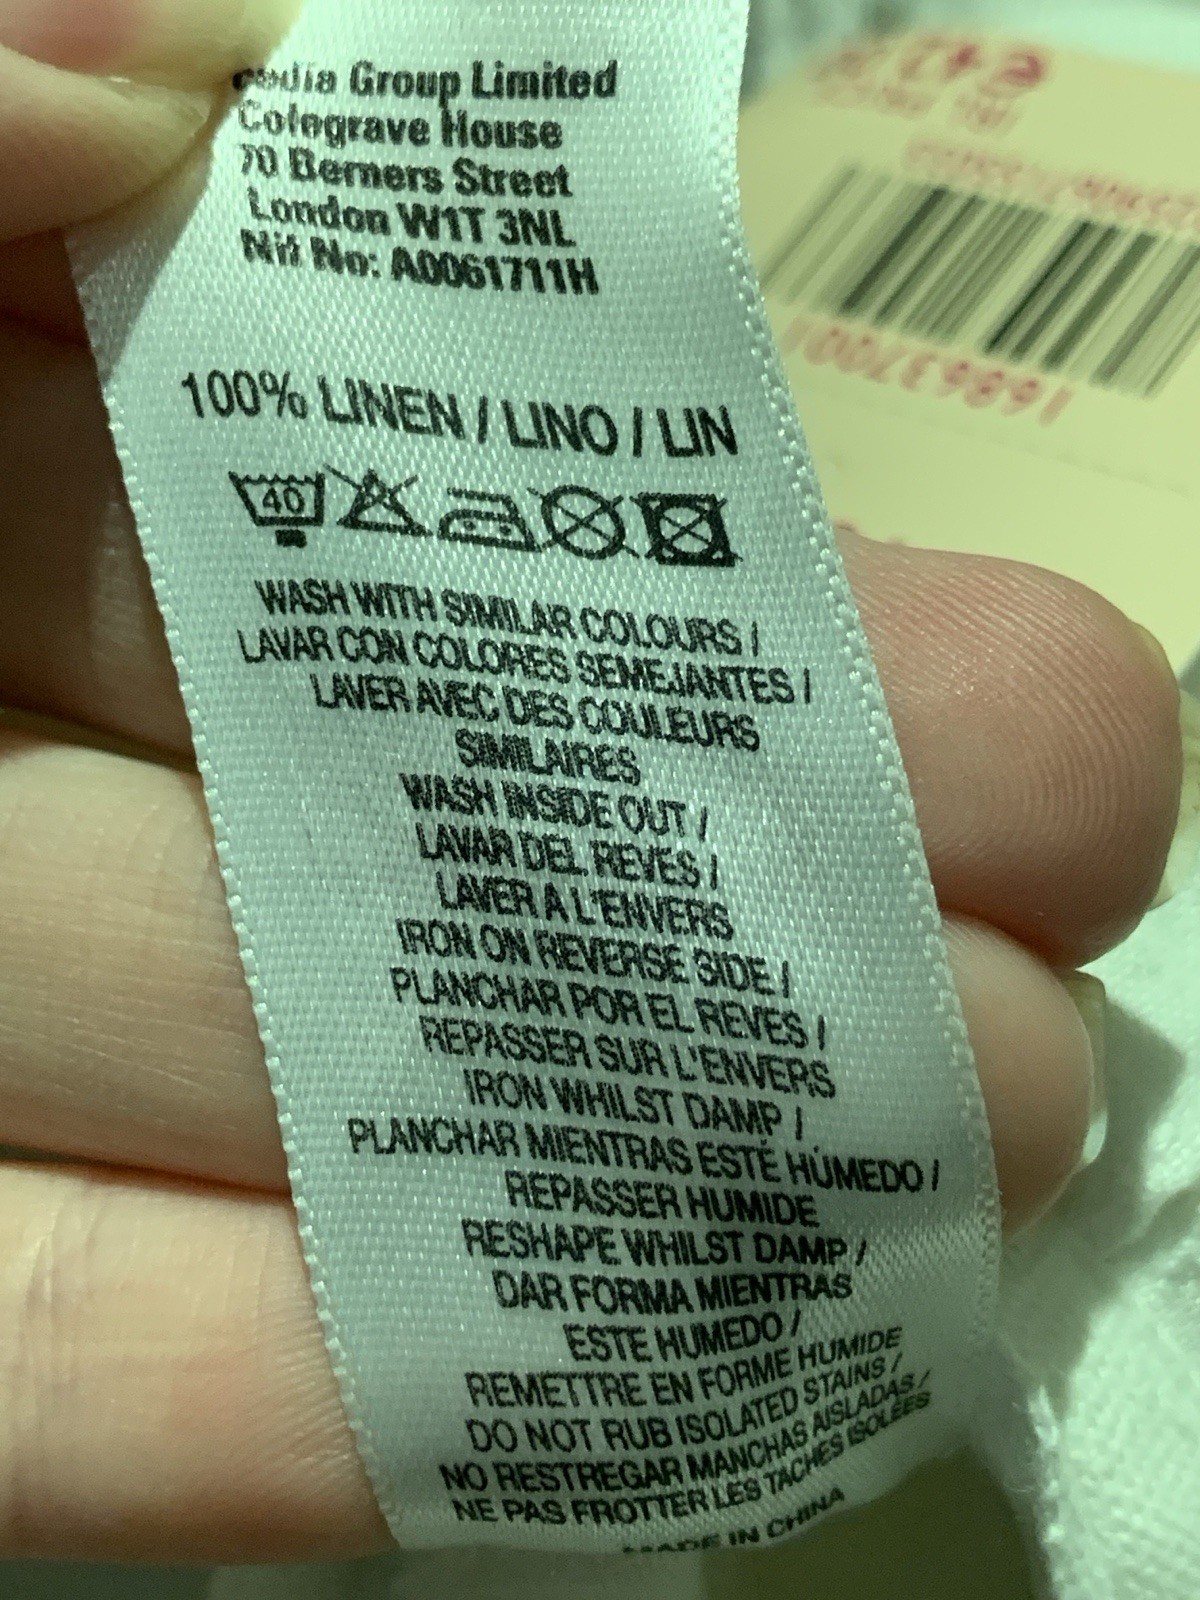 Group Limited
Colegrave House
70 Berners Street
London W1T 3NL
Nif No: A0061711H
100% LINEN / LINO / LIN
40
WASH WITH SIMILAR COLOURS /
LAVAR CON COLORES SEMEJANTES /
LAVER AVEC DES COULEURS
SIMILAIRES
WASH INSIDE OUT /
LAVAR DEL REVES /
LAVER A L'ENVERS
IRON ON REVERSE SIDE /
PLANCHAR POR EL REVES /
REPASSER SUR L'ENVERS
IRON WHILST DAMP /
PLANCHAR MIENTRAS ESTÉ HÚMEDO /
REPASSER HUMIDE
RESHAPE WHILST DAMP /
DAR FORMA MIENTRAS
ESTE HUMEDO /
REMETTRE EN FORME HUMIDE
DO NOT RUB ISOLATED STAINS /
NO RESTREGAR MANCHAS AISLADAS /
NE PAS FROTTER LES TACHES ISOLÉES
MADE IN CHINA